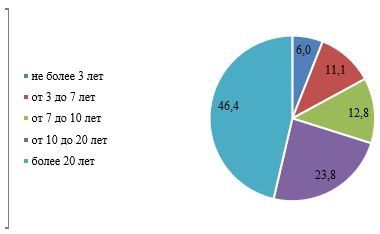 не более 3 лет
от 3 до 7 лет
от 7 до 10 лет
от 10 до 20 лет
более 20 лет
6,0
11,1
12,8
23,8
46,4